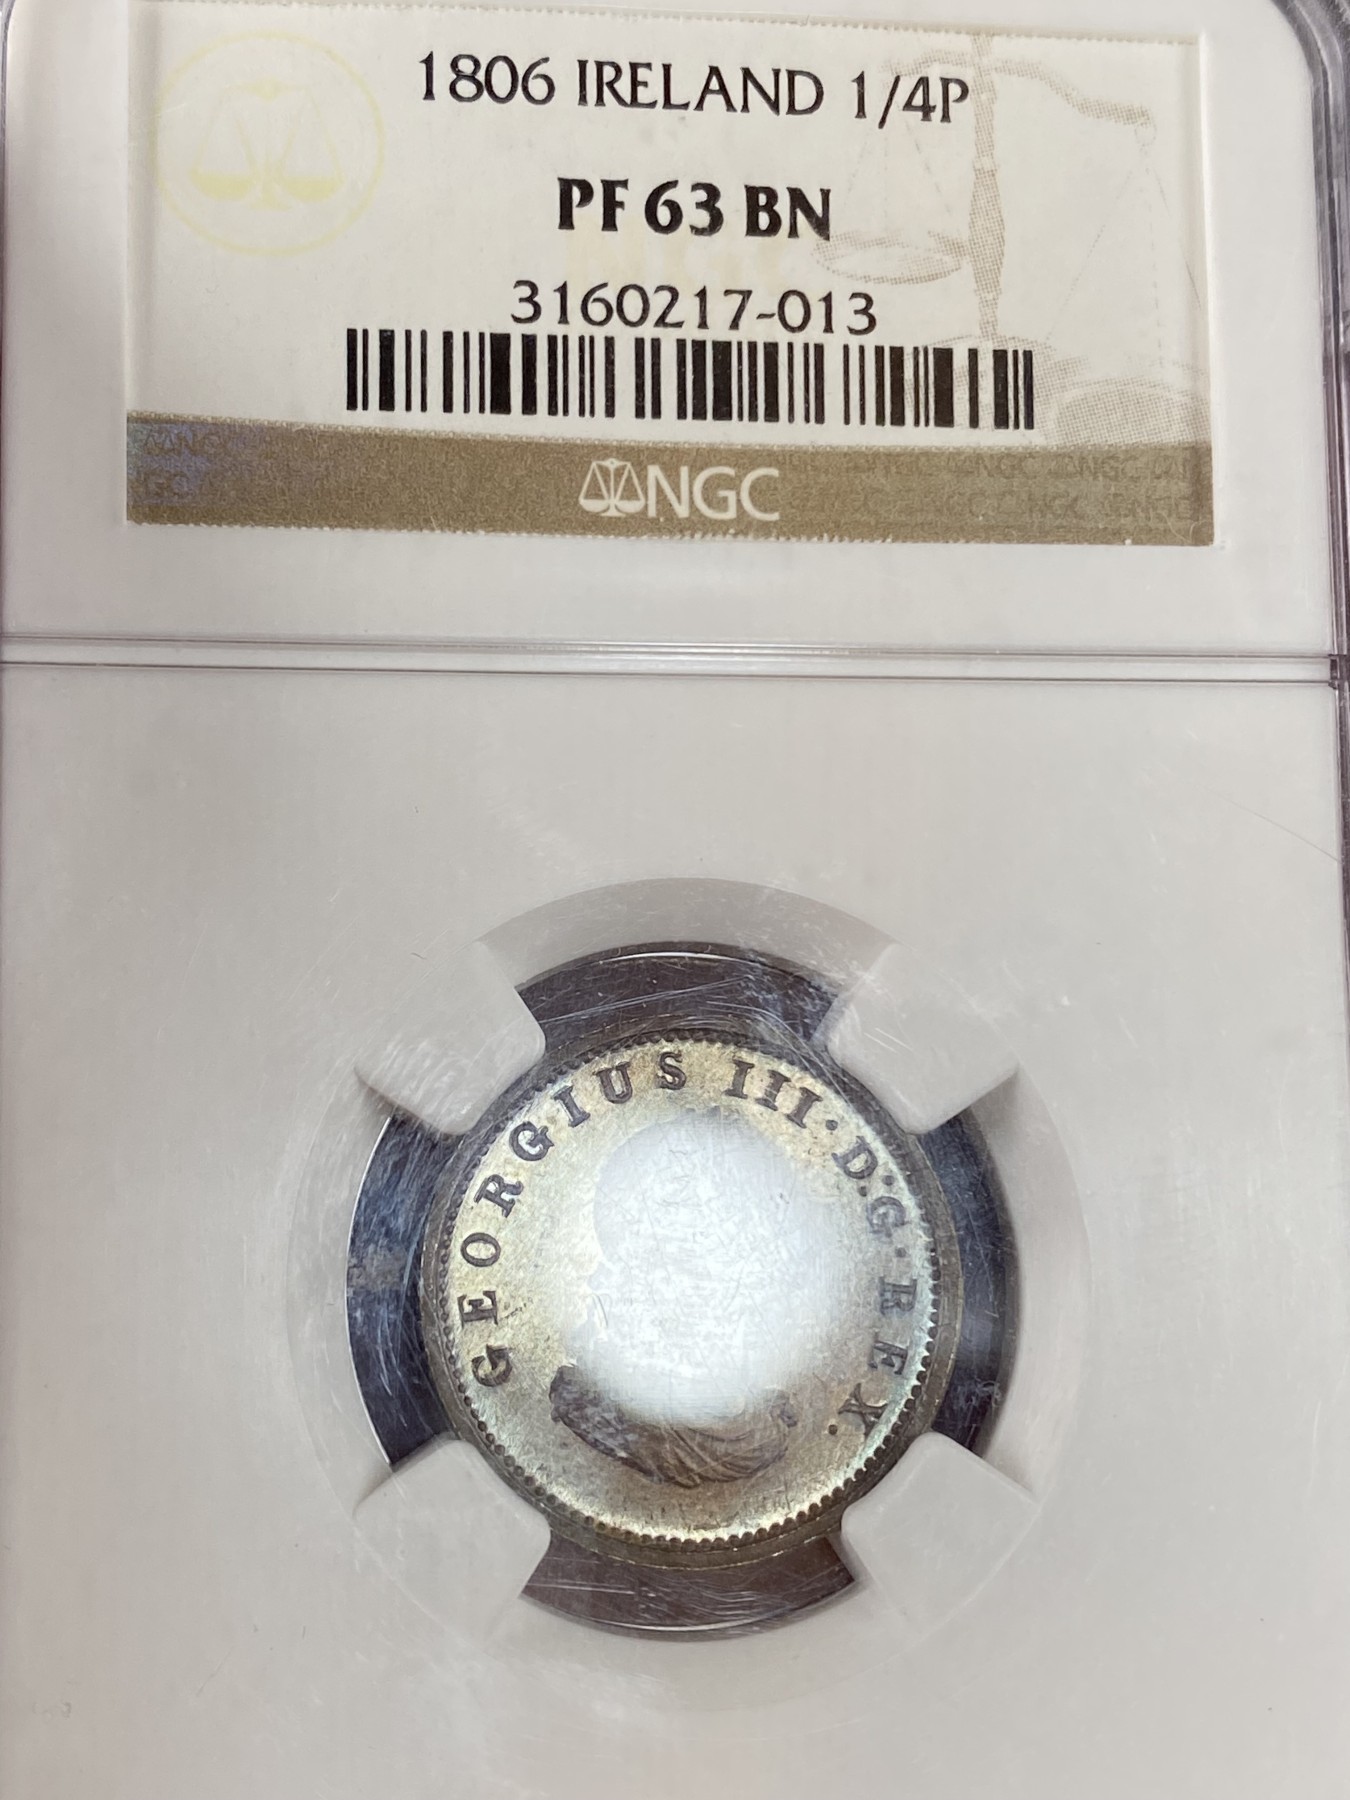 1806 IRELAND 1/4P
PF 63 BN
3160217-013
NGC
GEORGIUS III · D : G · REX .